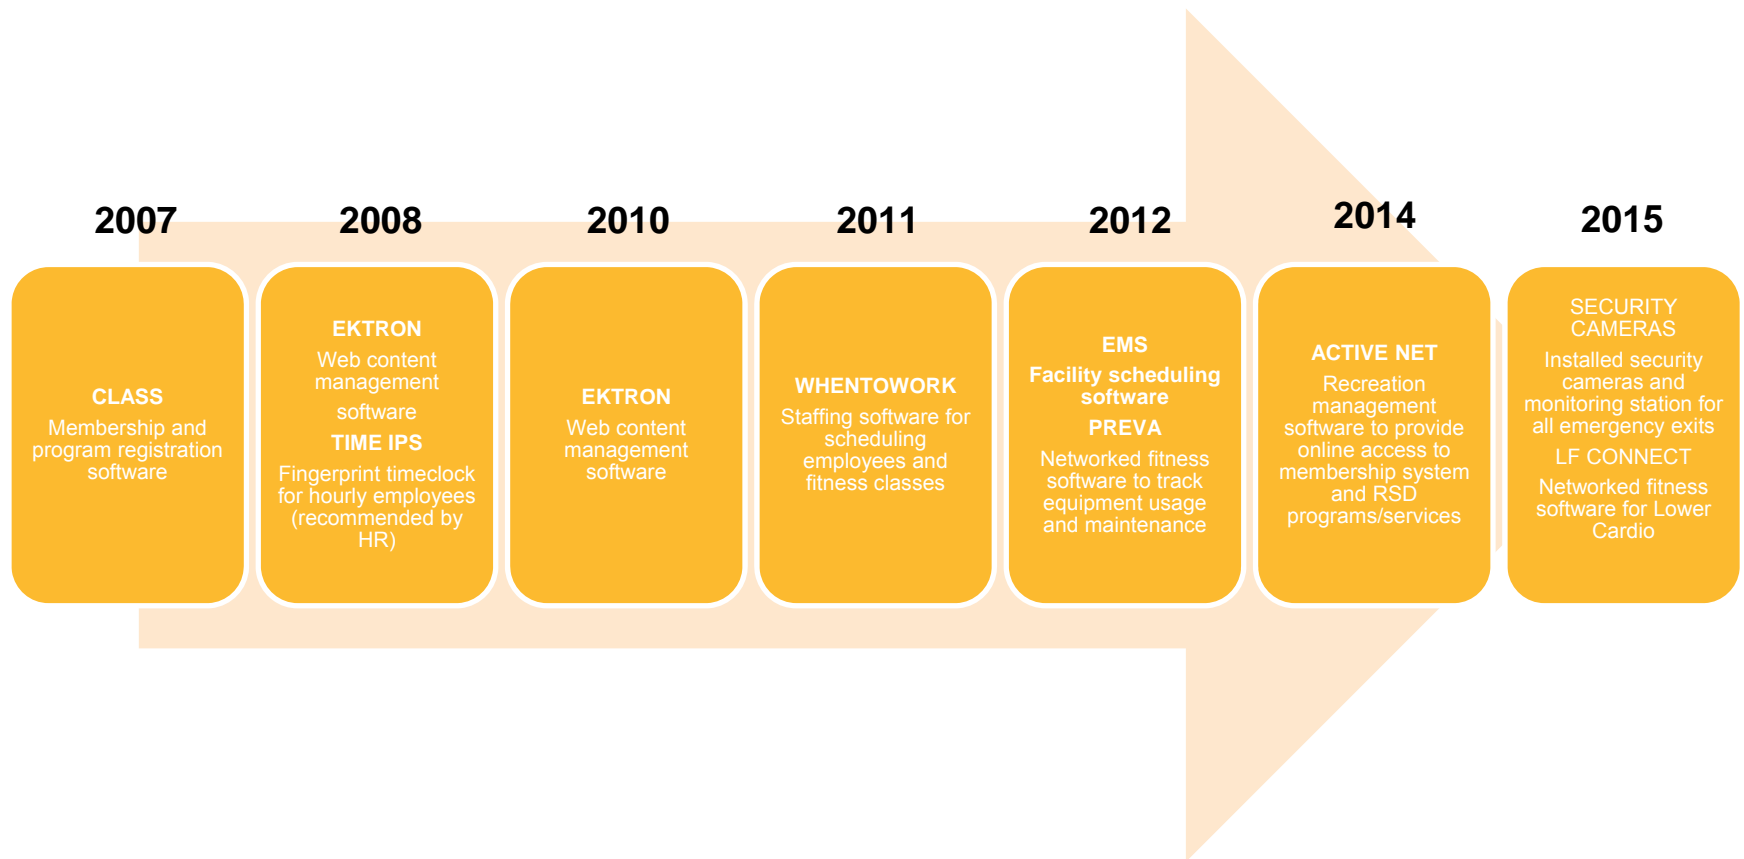 2007
CLASS
Membership and
program registration
software
2008
EKTRON
Web content
management
software
TIME IPS
Fingerprint timeclock
for hourly employees
(recommended by
HR)
2010
EKTRON
Web content
management
software
2011
WHENTOWORK
Staffing software for
scheduling
employees and
fitness classes
2012
EMS
Facility scheduling
software
PREVA
Networked fitness
software to track
equipment usage
and maintenance
2014
ACTIVE NET
Recreation
management
software to provide
online access to
membership system
and RSD
programs/services
2015
SECURITY
CAMERAS
Installed security
cameras and
monitoring station for
all emergency exits
LF CONNECT
Networked fitness
software for Lower
Cardio